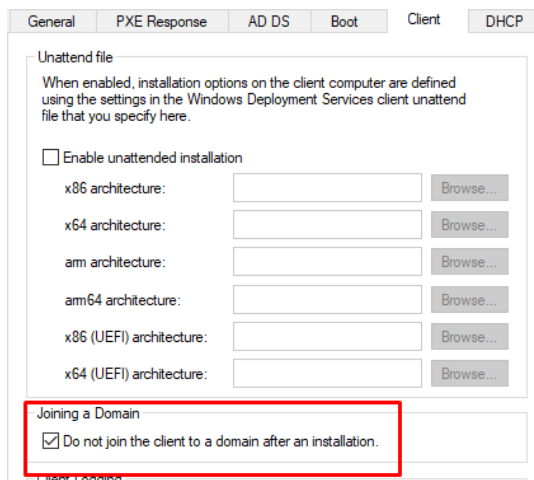 General PXE Response AD DS Boot Client DHCP
Unattend file
When enabled, installation options on the client computer are defined
using the settings in the Windows Deployment Services client unattend
file that you specify here.
Enable unattended installation
x86 architecture: Browse...
x64 architecture: Browse...
arm architecture: Browse...
arm64 architecture: Browse...
x86 (UEFI) architecture: Browse...
x64 (UEFI) architecture: Browse...
Joining a Domain
Do not join the client to a domain after an installation.
Client Logging